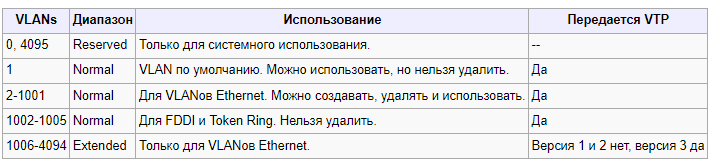 VLANs Диапазон Использование Передается VTP
0, 4095 Reserved Только для системного использования. --
1 Normal VLAN по умолчанию. Можно использовать, но нельзя удалить. Да
2-1001 Normal Для VLANов Ethernet. Можно создавать, удалять и использовать. Да
1002-1005 Normal Для FDDI и Token Ring. Нельзя удалить. Да
1006-4094 Extended Только для VLANов Ethernet. Версия 1 и 2 нет, версия 3 да